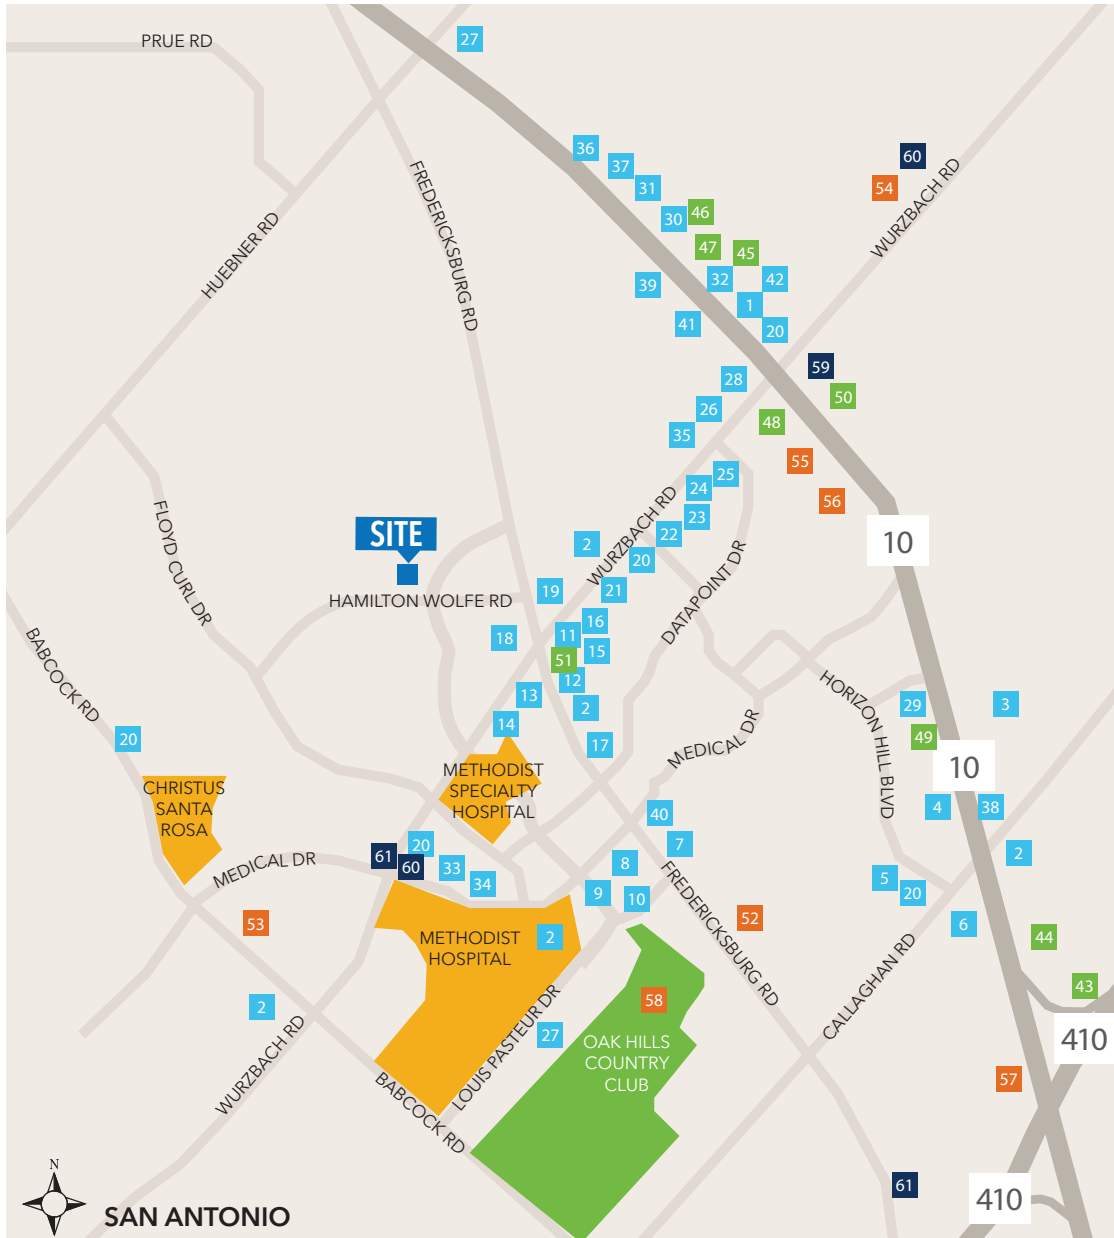 27
PRUE RD
36
37
31
30
46
60
54
WURZBACH RD
FREDERICKSBURG RD
HUEBNER RD
47
45
39
32
42
1
41
20
59
28
50
26
48
35
55
25
24
56
23
SITE
22
WURZBACH RD
2
20
10
DATAPOINT DR
FLOYD CURL DR
19
21
HAMILTON WOLFE RD
16
18
11
15
51
12
BABCOCK RD
13
2
14
17
20
MEDICAL DR
HORIZON HILL BLVD
29
3
49
10
METHODIST
SPECIALTY
HOSPITAL
CHRISTUS
SANTA
ROSA
40
4
38
7
20
61
60
33
34
8
2
MEDICAL DR
9
10
5
20
FREDERICKSBURG RD
52
53
6
2
METHODIST
HOSPITAL
44
CALLAGHAN RD
43
58
2
LOUIS PASTEUR DR
27
OAK HILLS
COUNTRY
CLUB
410
WURZBACH RD
57
BABCOCK RD
61
410
N
SAN ANTONIO